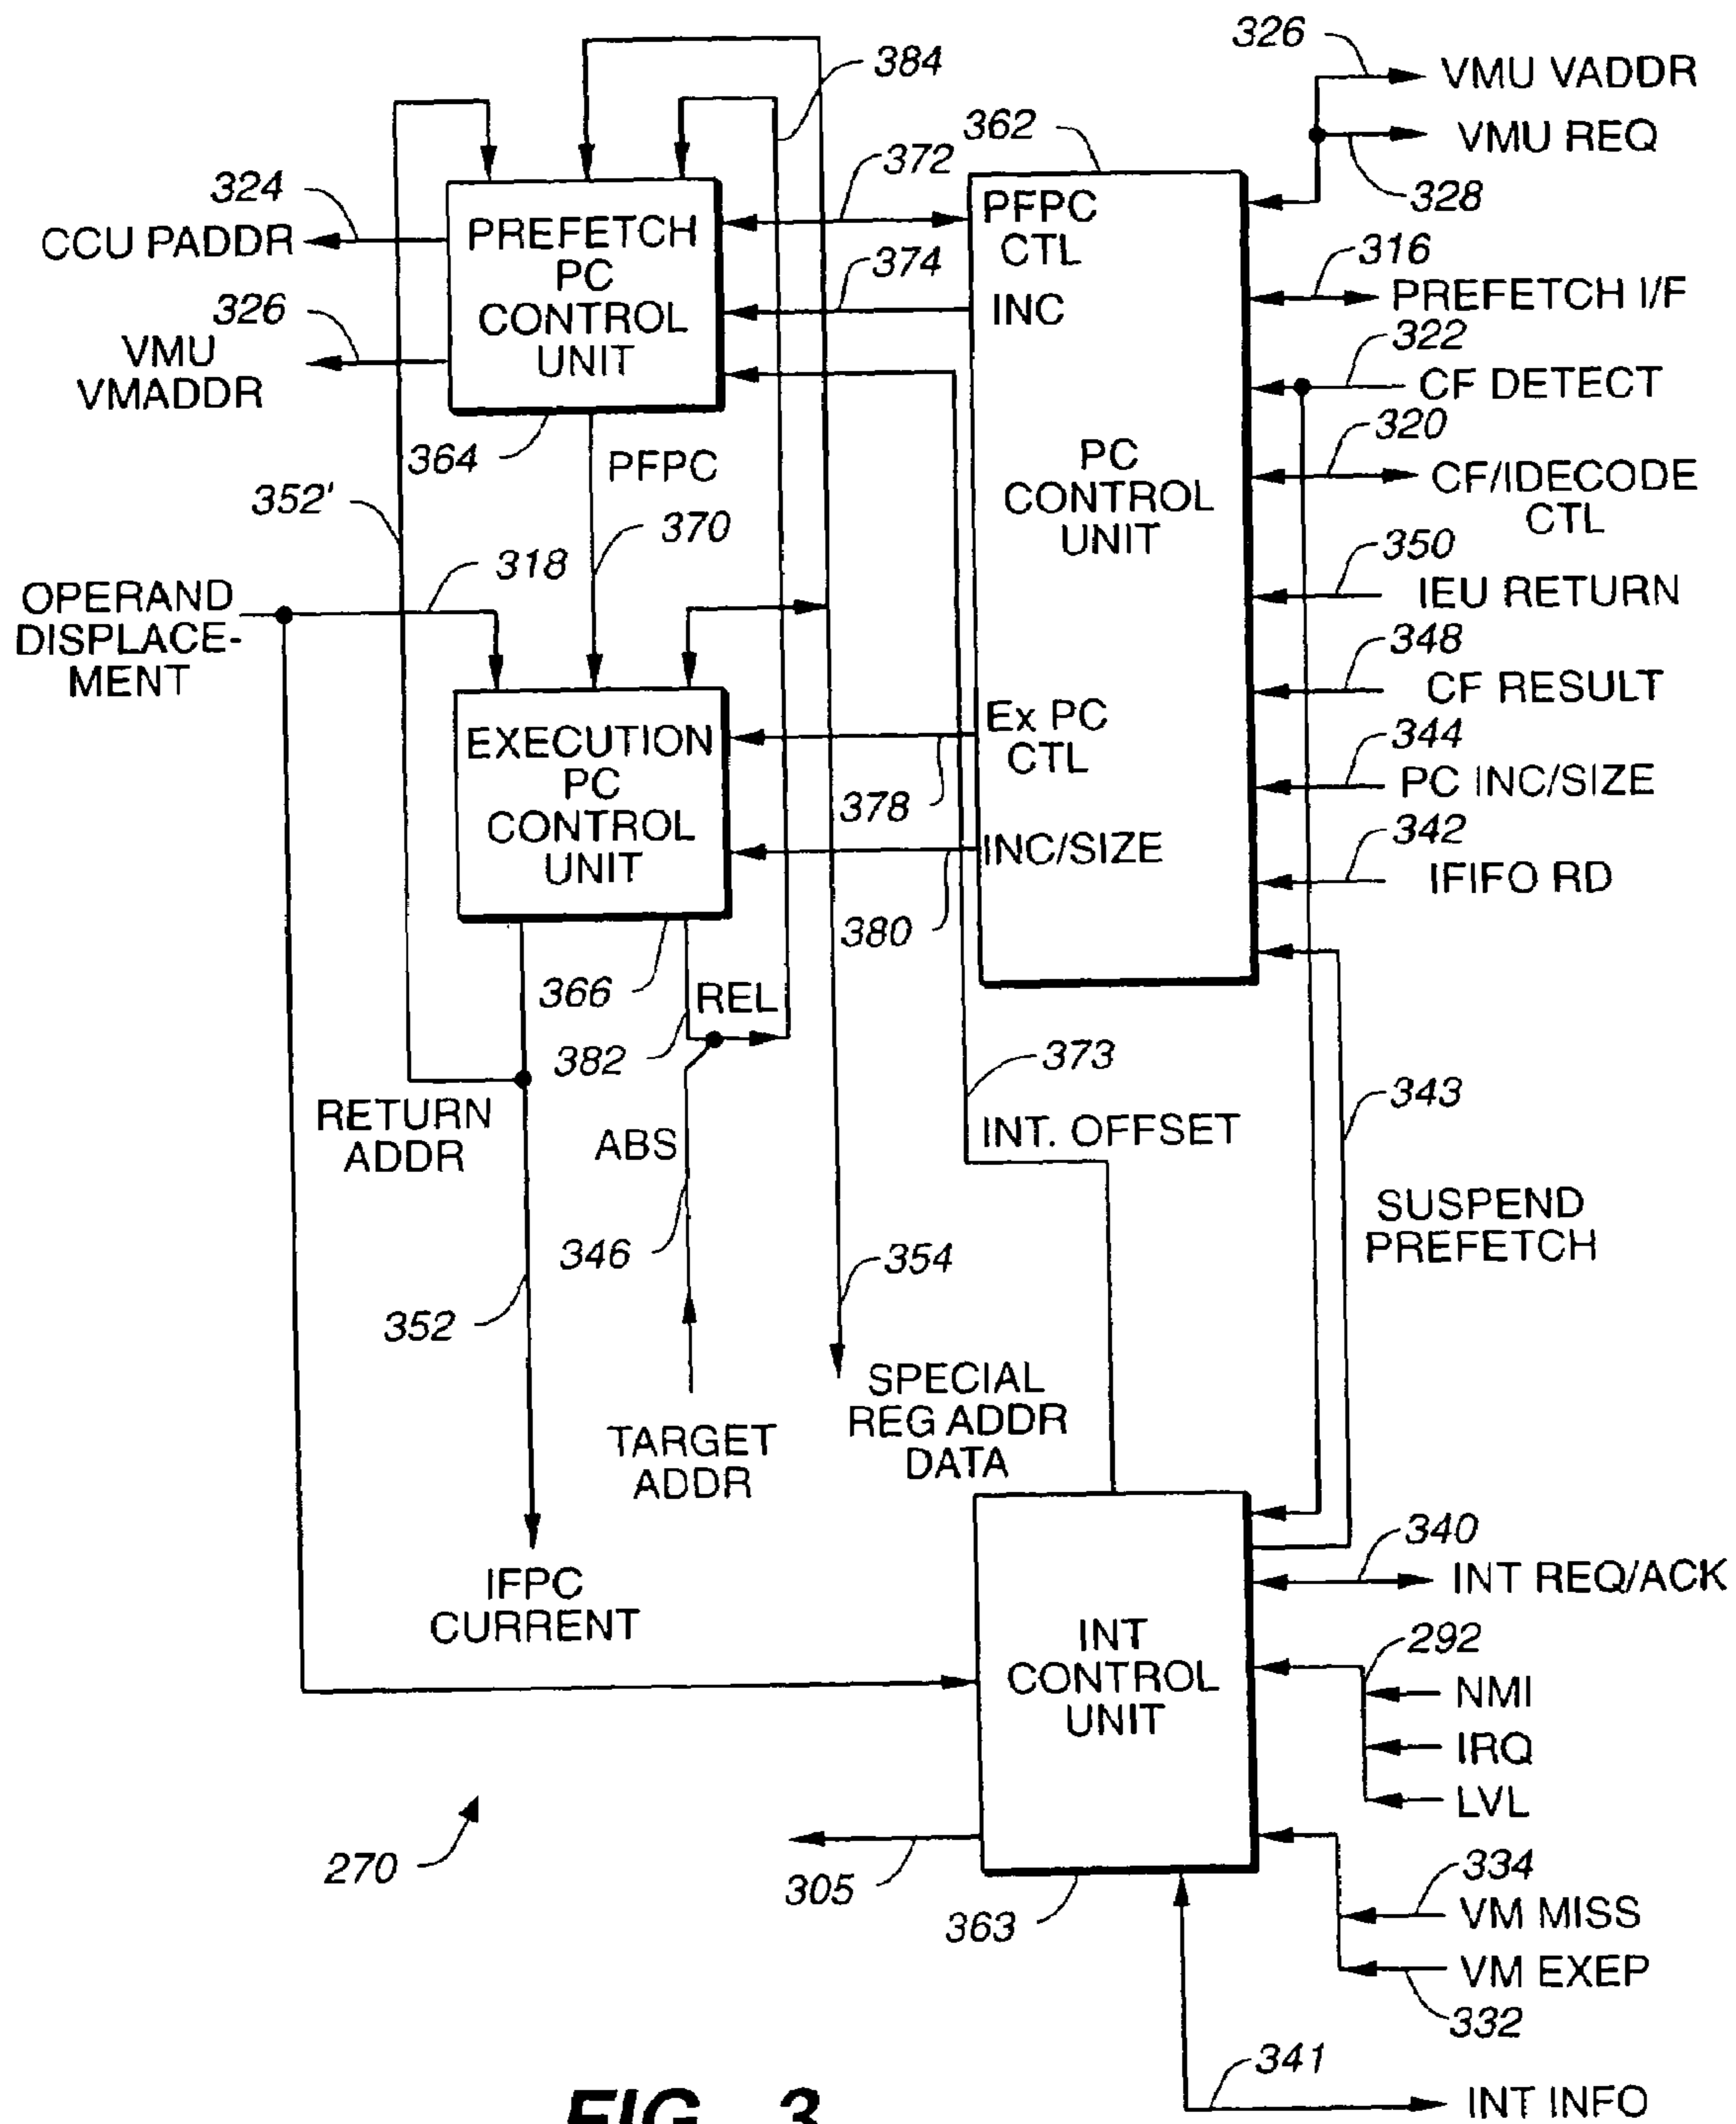 326
VMU VADDR
384
362
VMU REQ
372
328
324
PFPC
CTL
CCU PADDR
PREFETCH
PC
CONTROL
UNIT
374
316
INC
PREFETCH I/F
326
322
VMU
VMADDR
CF DETECT
320
364
PFPC
PC
CONTROL
UNIT
CF/IDECODE
CTL
352'
370
350
318
IEU RETURN
OPERAND
DISPLACE-
MENT
348
CF RESULT
Ex PC
CTL
344
EXECUTION
PC
CONTROL
UNIT
PC INC/SIZE
378
342
INC/SIZE
IFIFO RD
380
366
REL
382
373
343
RETURN
ADDR
ABS
INT. OFFSET
SUSPEND
PREFETCH
346
354
352
SPECIAL
REG ADDR
DATA
TARGET
ADDR
340
IFPC
CURRENT
INT REQ/ACK
INT
CONTROL
UNIT
292
NMI
IRQ
LVL
270
305
334
363
VM MISS
VM EXEP
332
341
INT INFO
FIG. 3